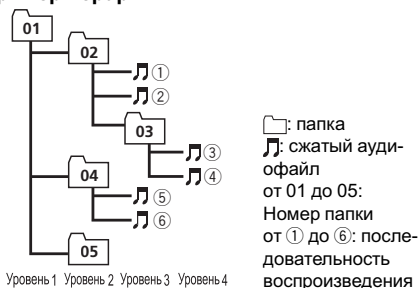 01
02
①
②
03
③
④
04
⑤
⑥
05
Уровень 1 Уровень 2 Уровень 3 Уровень 4
: папка
: сжатый ауди-
офайл
от 01 до 05:
Номер папки
от ① до ⑥: после-
довательность
воспроизведения